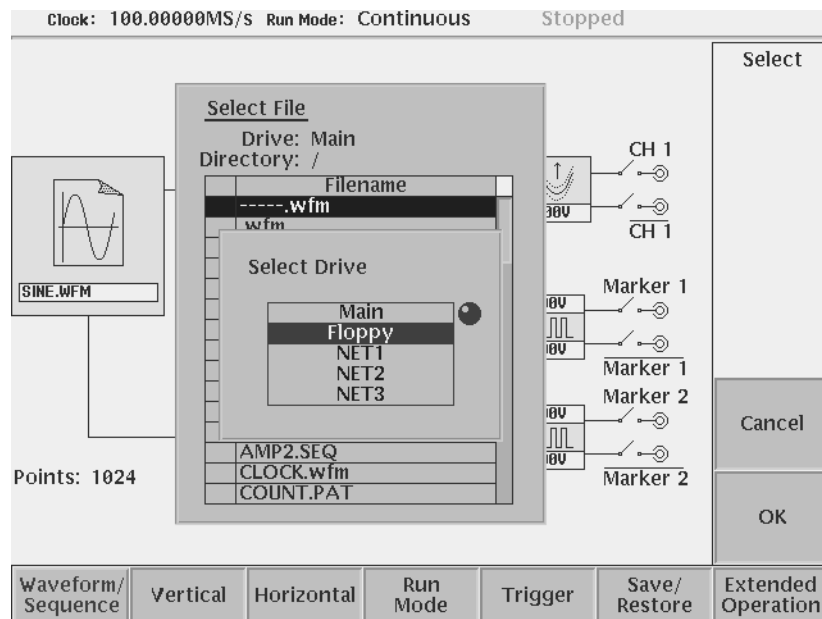 Clock: 100.00000MS/s Run Mode: Continuous Stopped
Select
Select File
Drive: Main
Directory: /
Filename
-----.wfm
.wfm
Select Drive
Main
Floppy
NET1
NET2
NET3
AMP2.SEQ
CLOCK.wfm
COUNT.PAT
SINE.WFM
Points: 1024
CH 1
CH 1
Marker 1
Marker 1
Marker 2
Marker 2
Cancel
OK
Waveform/
Sequence
Vertical
Horizontal
Run
Mode
Trigger
Save/
Restore
Extended
Operation